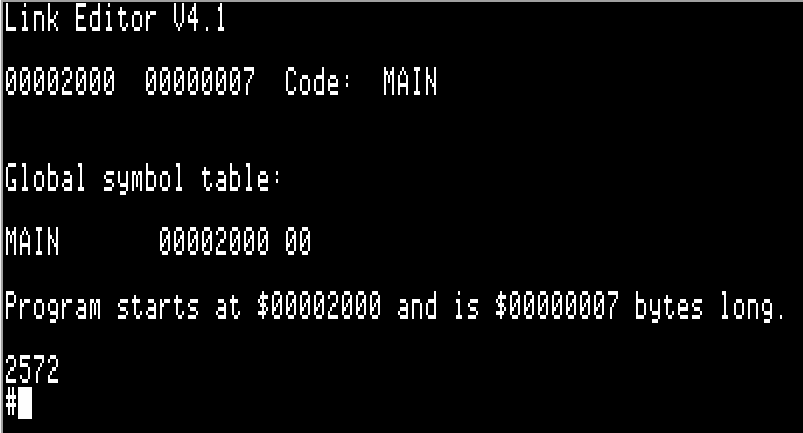 Link Editor V4.1
00002000  00000007  Code:  MAIN
Global symbol table:
MAIN       00002000 00
Program starts at $00002000 and is $00000007 bytes long.
2572
#